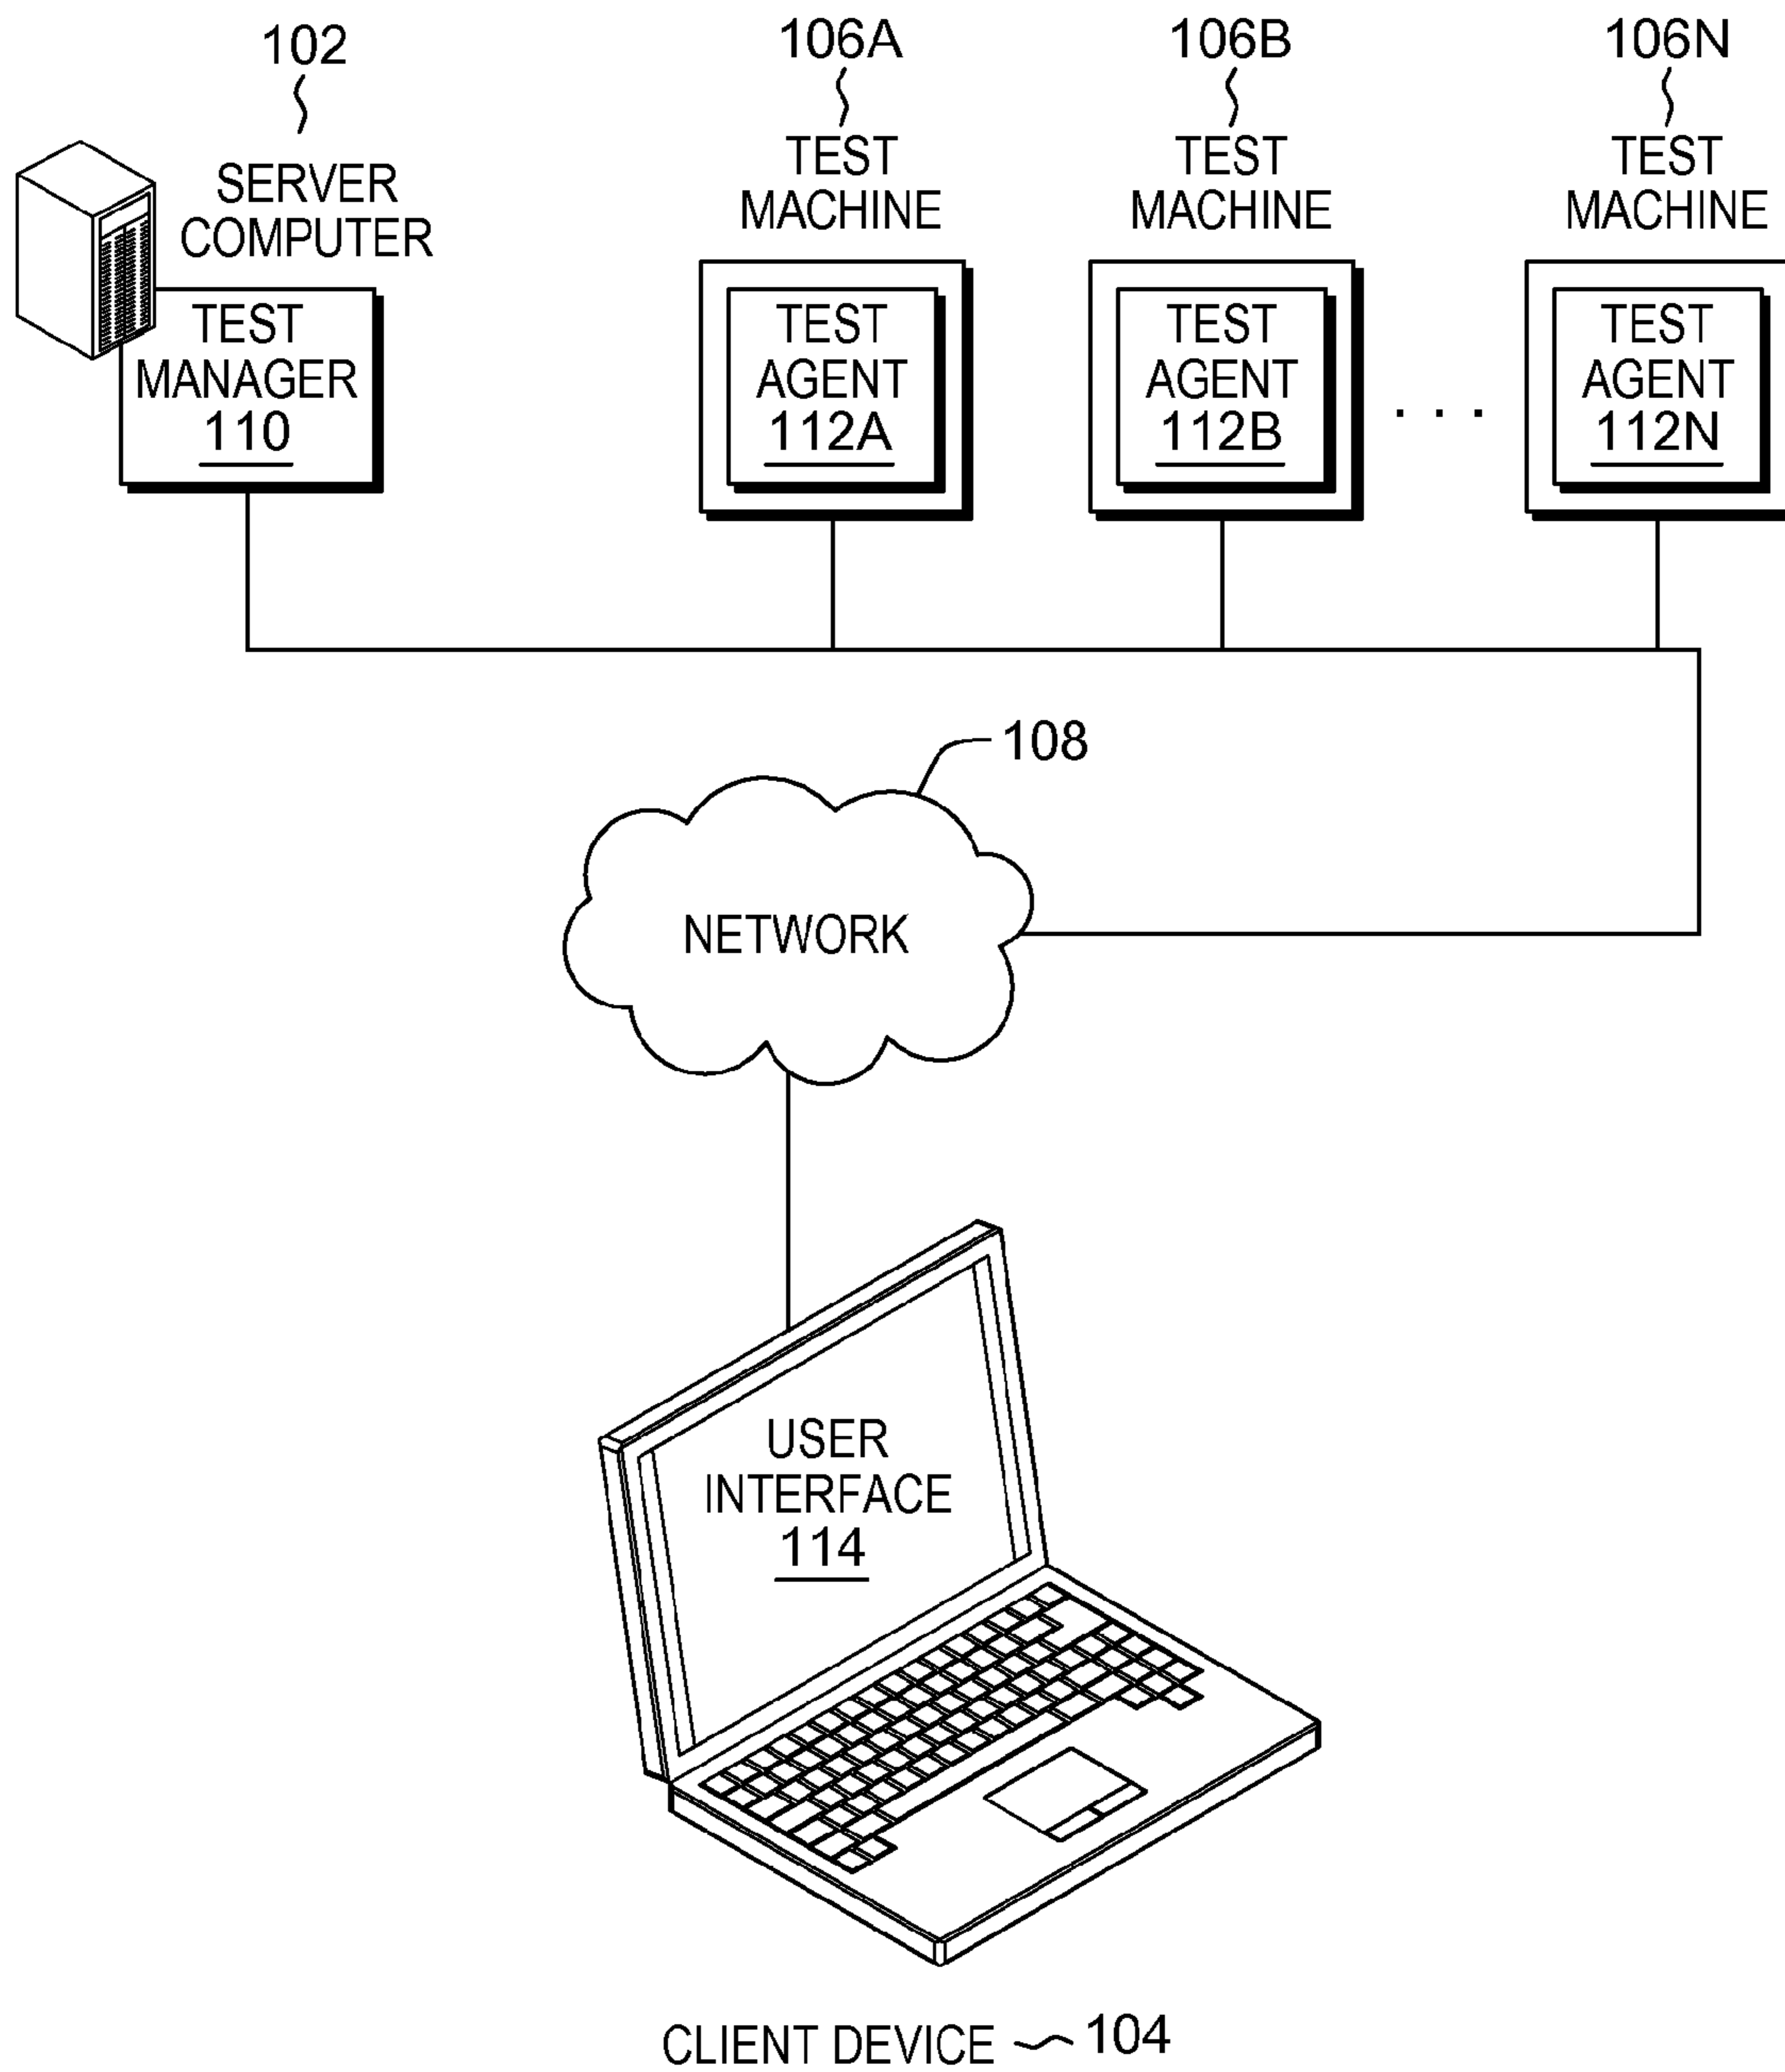 102
106A
106B
106N
SERVER
COMPUTER
TEST
MACHINE
TEST
MACHINE
TEST
MACHINE
TEST
MANAGER
110
TEST
AGENT
112A
TEST
AGENT
112B
. . .
TEST
AGENT
112N
108
NETWORK
USER
INTERFACE
114
CLIENT DEVICE 104